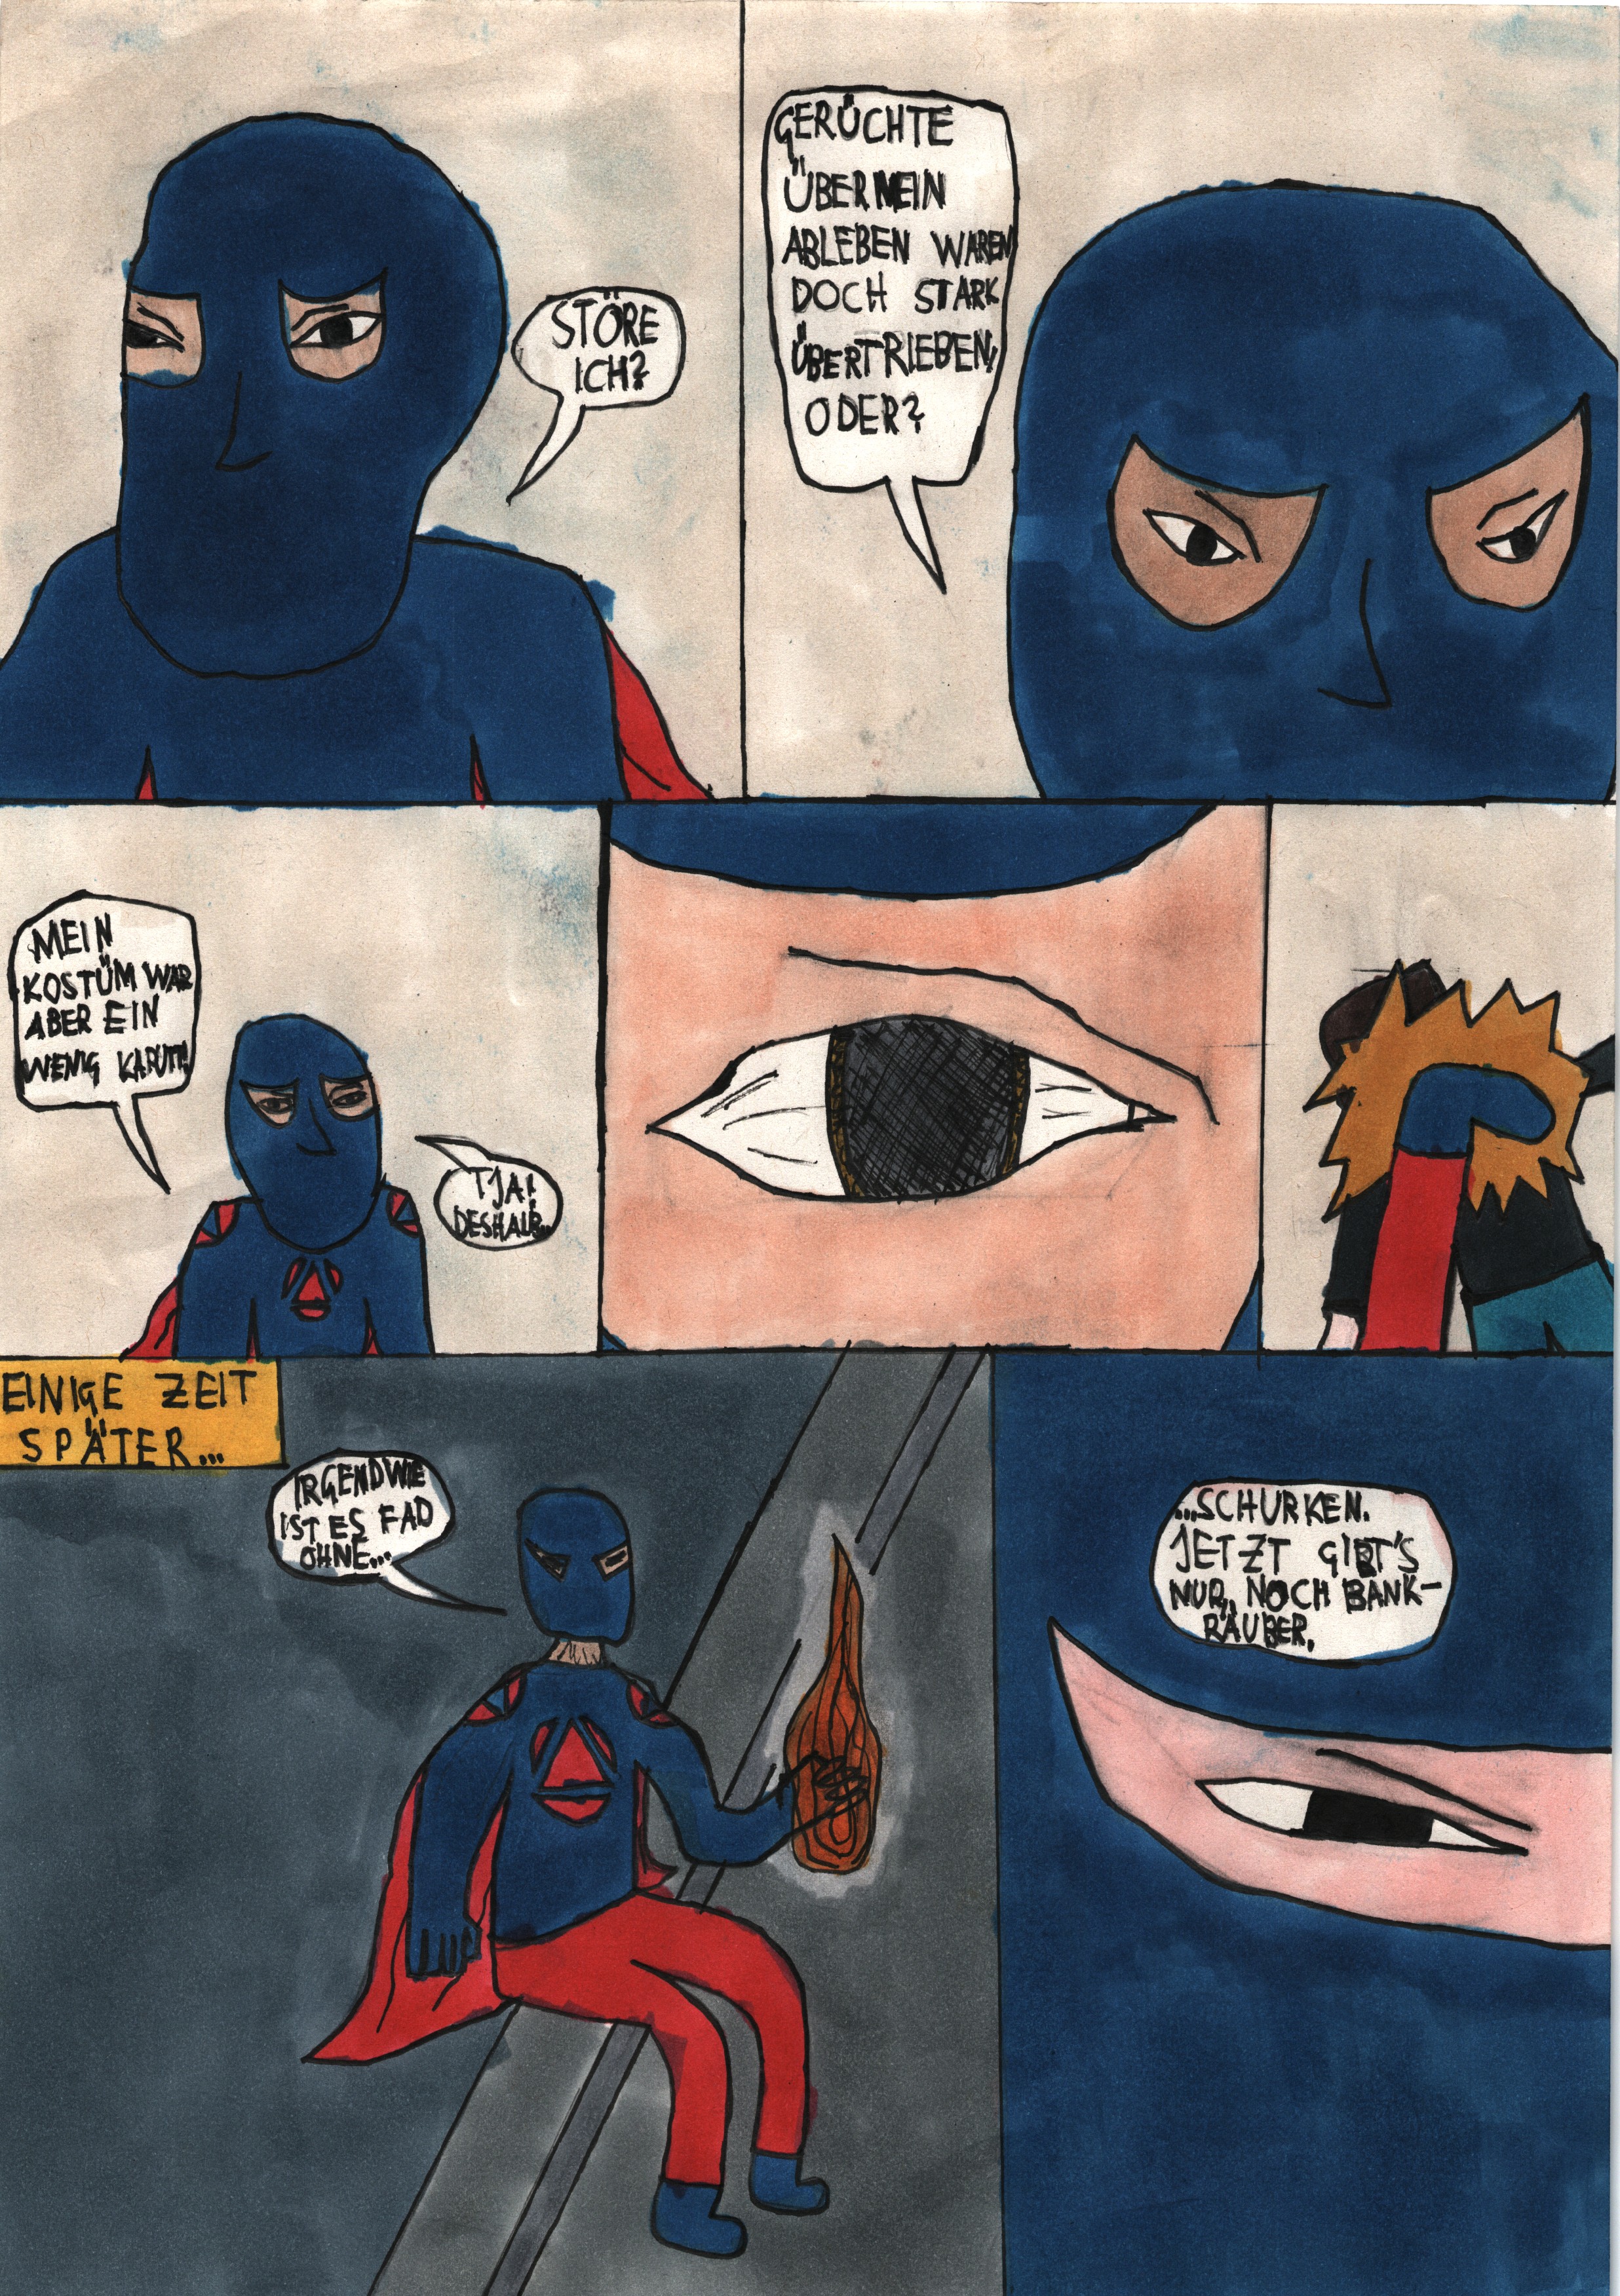 STÖRE
ICH?
GERÜCHTE
ÜBER MEIN
ABLEBEN WAREN
DOCH STARK
ÜBERTRIEBEN,
ODER?
MEIN
KOSTÜM WAR
ABER EIN
WENIG KAPUTT!
TJA!
DESHALB..
EINIGE ZEIT
SPÄTER...
IRGENDWIE
IST ES FAD
OHNE...
...SCHURKEN.
JETZT GIBT'S
NUR NOCH BANK-
RÄUBER.